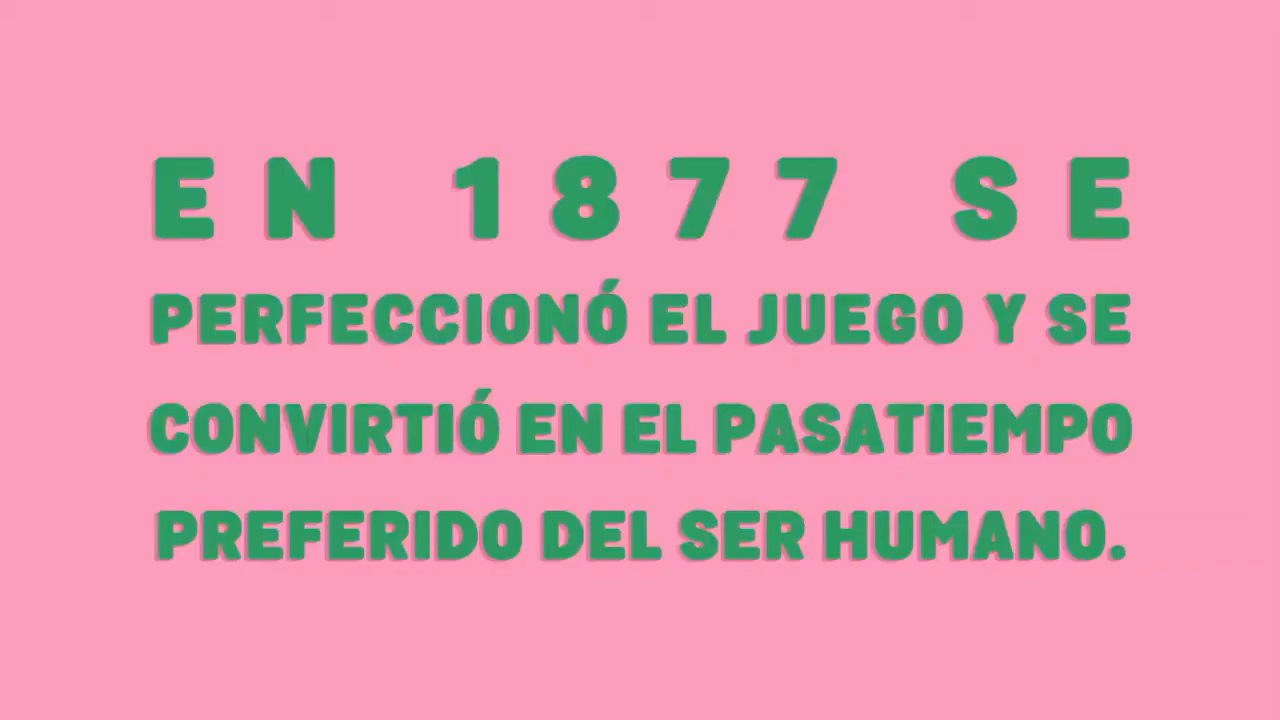 EN 1877 SE
PERFECCIONÓ EL JUEGO Y SE
CONVIRTIÓ EN EL PASATIEMPO
PREFERIDO DEL SER HUMANO.